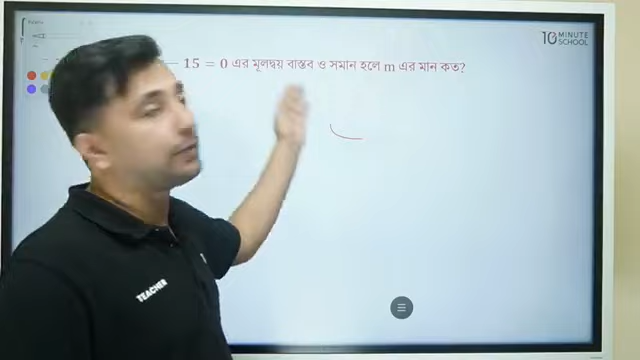 10 MINUTE
SCHOOL
− 15 = 0 এর মূলদ্বয় বাস্তব ও সমান হলে m এর মান কত?
TEACHER